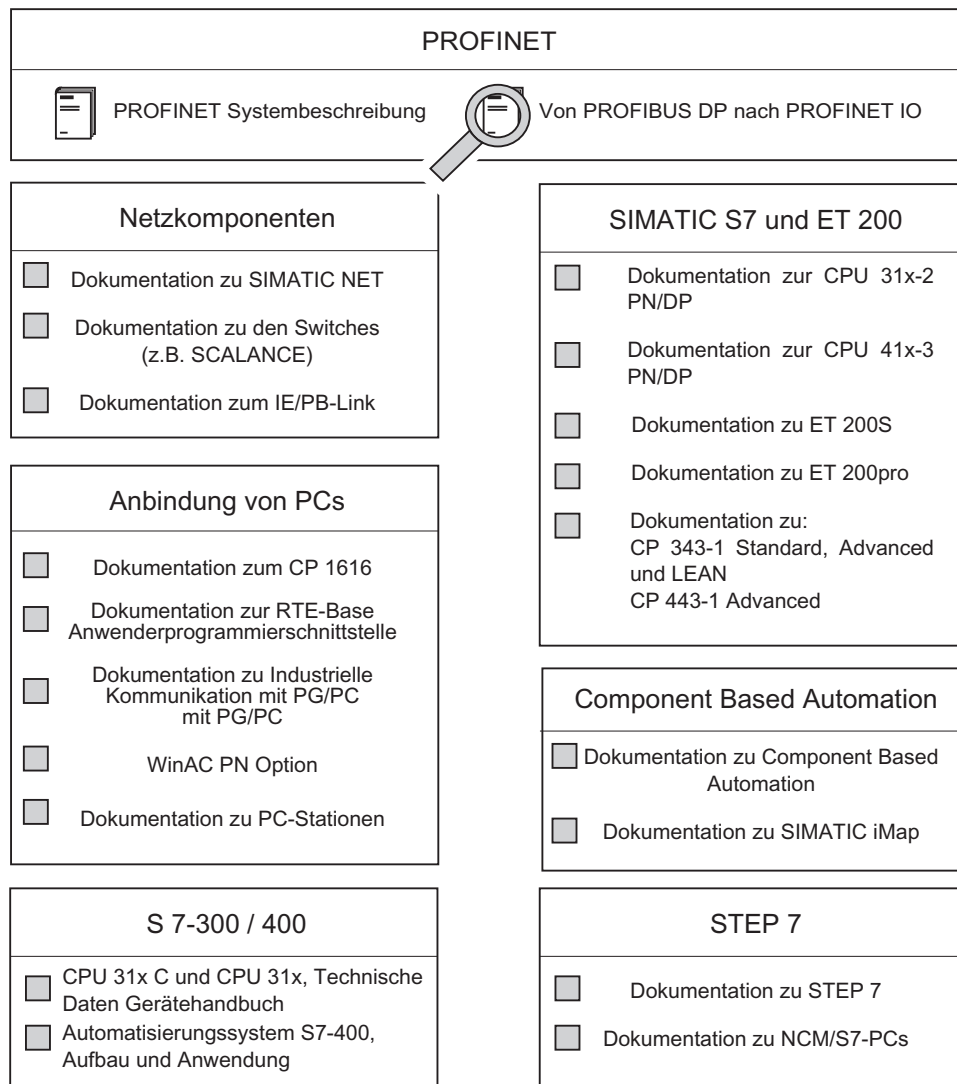 PROFINET
PROFINET Systembeschreibung
Von PROFIBUS DP nach PROFINET IO
Netzkomponenten
Dokumentation zu SIMATIC NET
Dokumentation zu den Switches
(z.B. SCALANCE)
Dokumentation zum IE/PB-Link
Anbindung von PCs
Dokumentation zum CP 1616
Dokumentation zur RTE-Base
Anwenderprogrammierschnittstelle
Dokumentation zu Industrielle
Kommunikation mit PG/PC
mit PG/PC
WinAC PN Option
Dokumentation zu PC-Stationen
S 7-300 / 400
CPU 31x C und CPU 31x, Technische
Daten Gerätehandbuch
Automatisierungssystem S7-400,
Aufbau und Anwendung
SIMATIC S7 und ET 200
Dokumentation zur CPU 31x-2
PN/DP
Dokumentation zur CPU 41x-3
PN/DP
Dokumentation zu ET 200S
Dokumentation zu ET 200pro
Dokumentation zu:
CP 343-1 Standard, Advanced
und LEAN
CP 443-1 Advanced
Component Based Automation
Dokumentation zu Component Based
Automation
Dokumentation zu SIMATIC iMap
STEP 7
Dokumentation zu STEP 7
Dokumentation zu NCM/S7-PCs